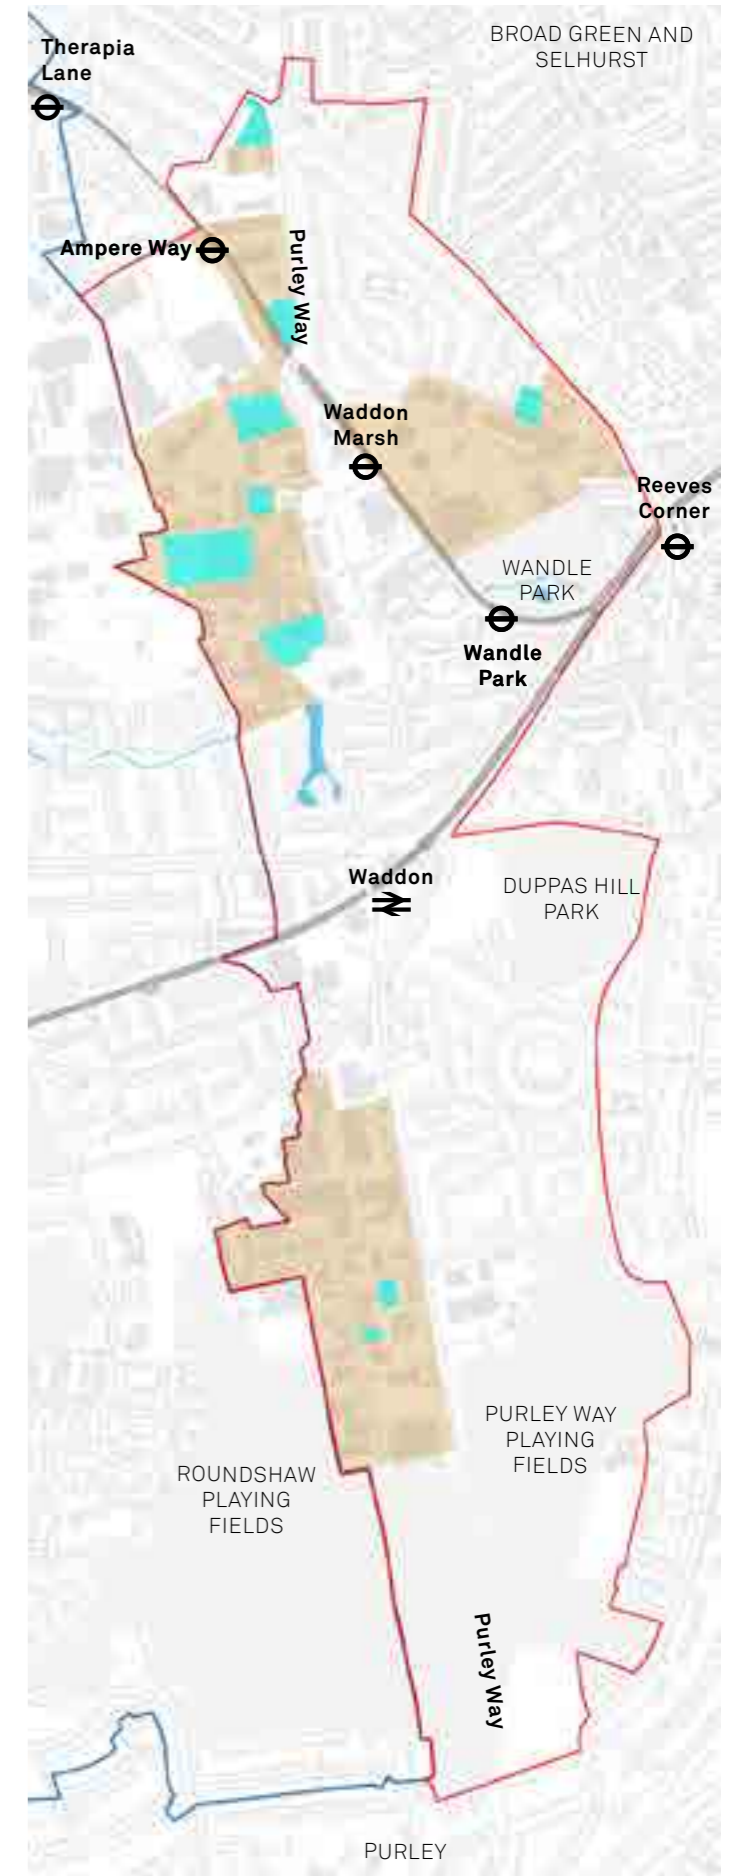 BROAD GREEN AND
SELHURST
Therapia
Lane
Ampere Way
Purley Way
Waddon
Marsh
Reeves
Corner
WANDLE
PARK
Wandle
Park
Waddon
DUPPAS HILL
PARK
PURLEY WAY
PLAYING
FIELDS
ROUNDSHAW
PLAYING
FIELDS
Purley Way
PURLEY